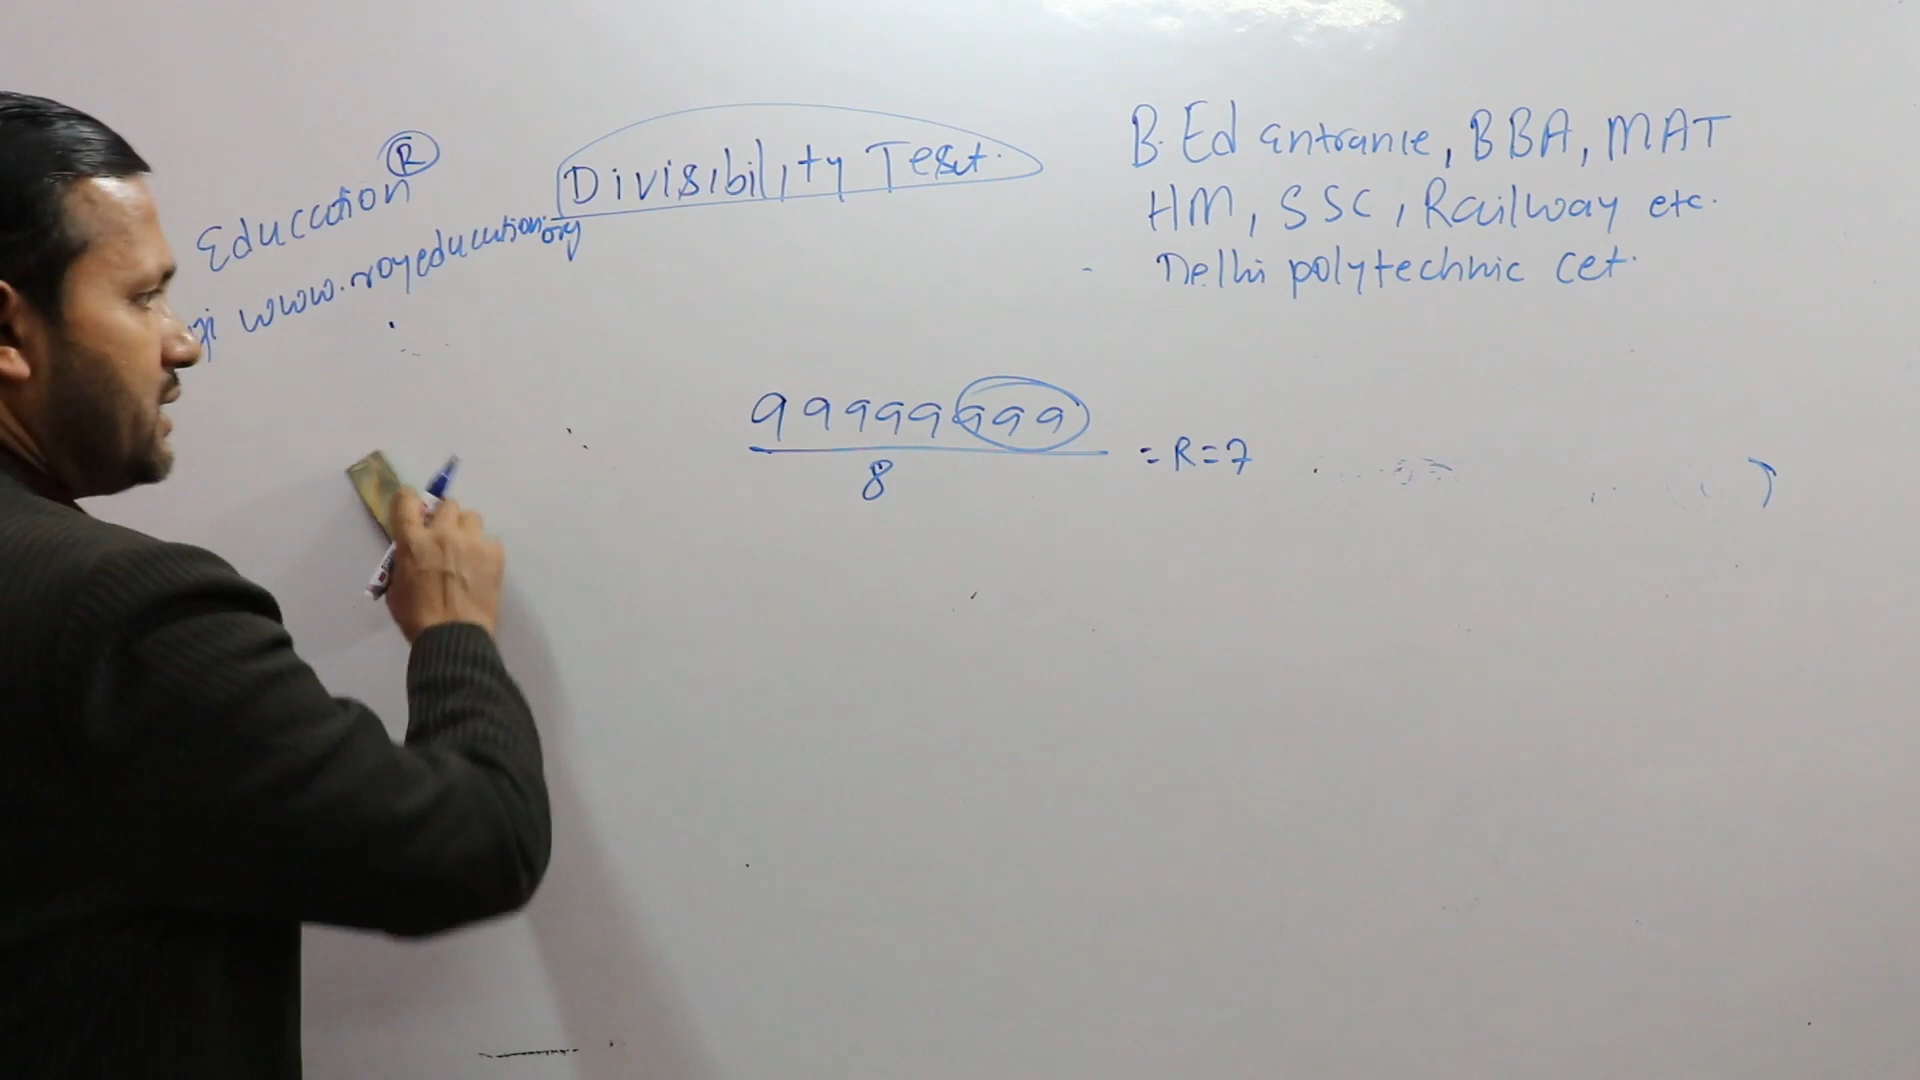 Education ®
www.royeducation.org
Divisibility Test.
B.Ed entrance, BBA, MAT
HM, SSC, Railway etc.
Delhi polytechnic cet.
99999999
8
= R = 7